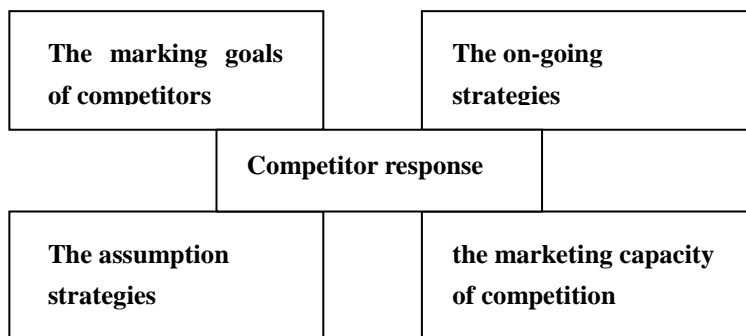 The marking goals
of competitors
The on-going
strategies
Competitor response
The assumption
strategies
the marketing capacity
of competition